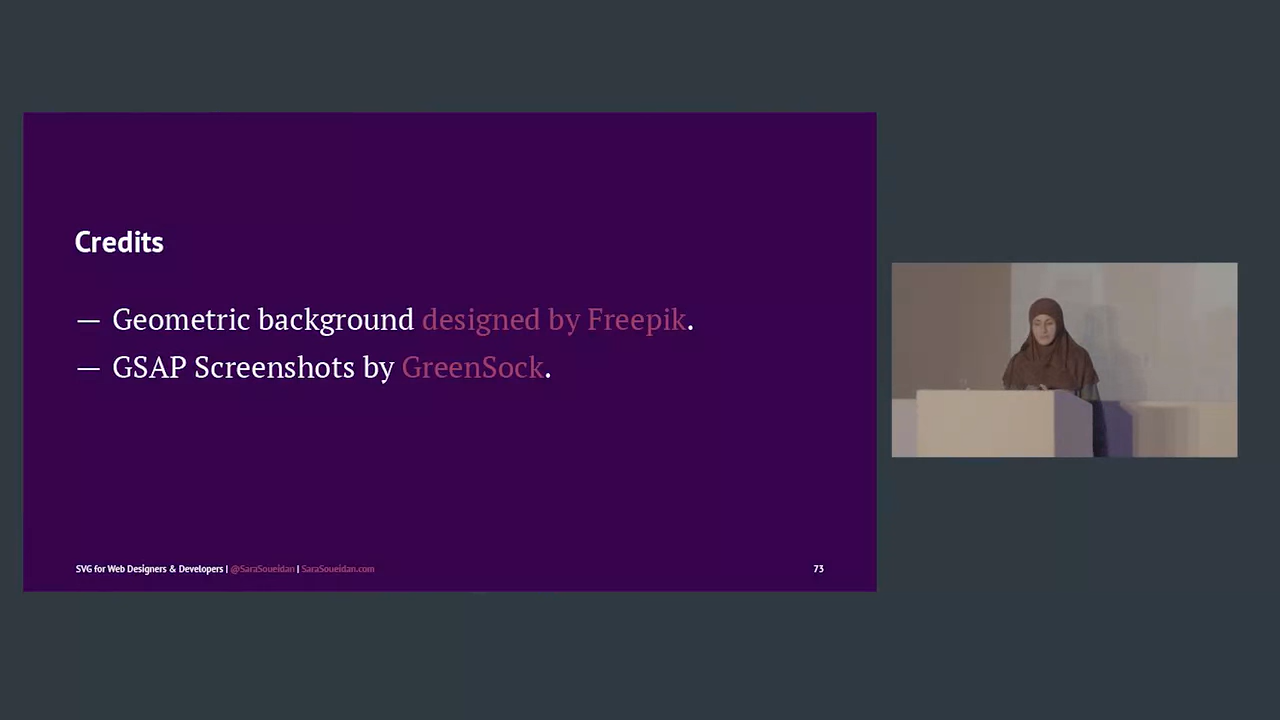 Credits
— Geometric background designed by Freepik.
— GSAP Screenshots by GreenSock.
SVG for Web Designers & Developers | @SaraSoueidan | SaraSoueidan.com
73